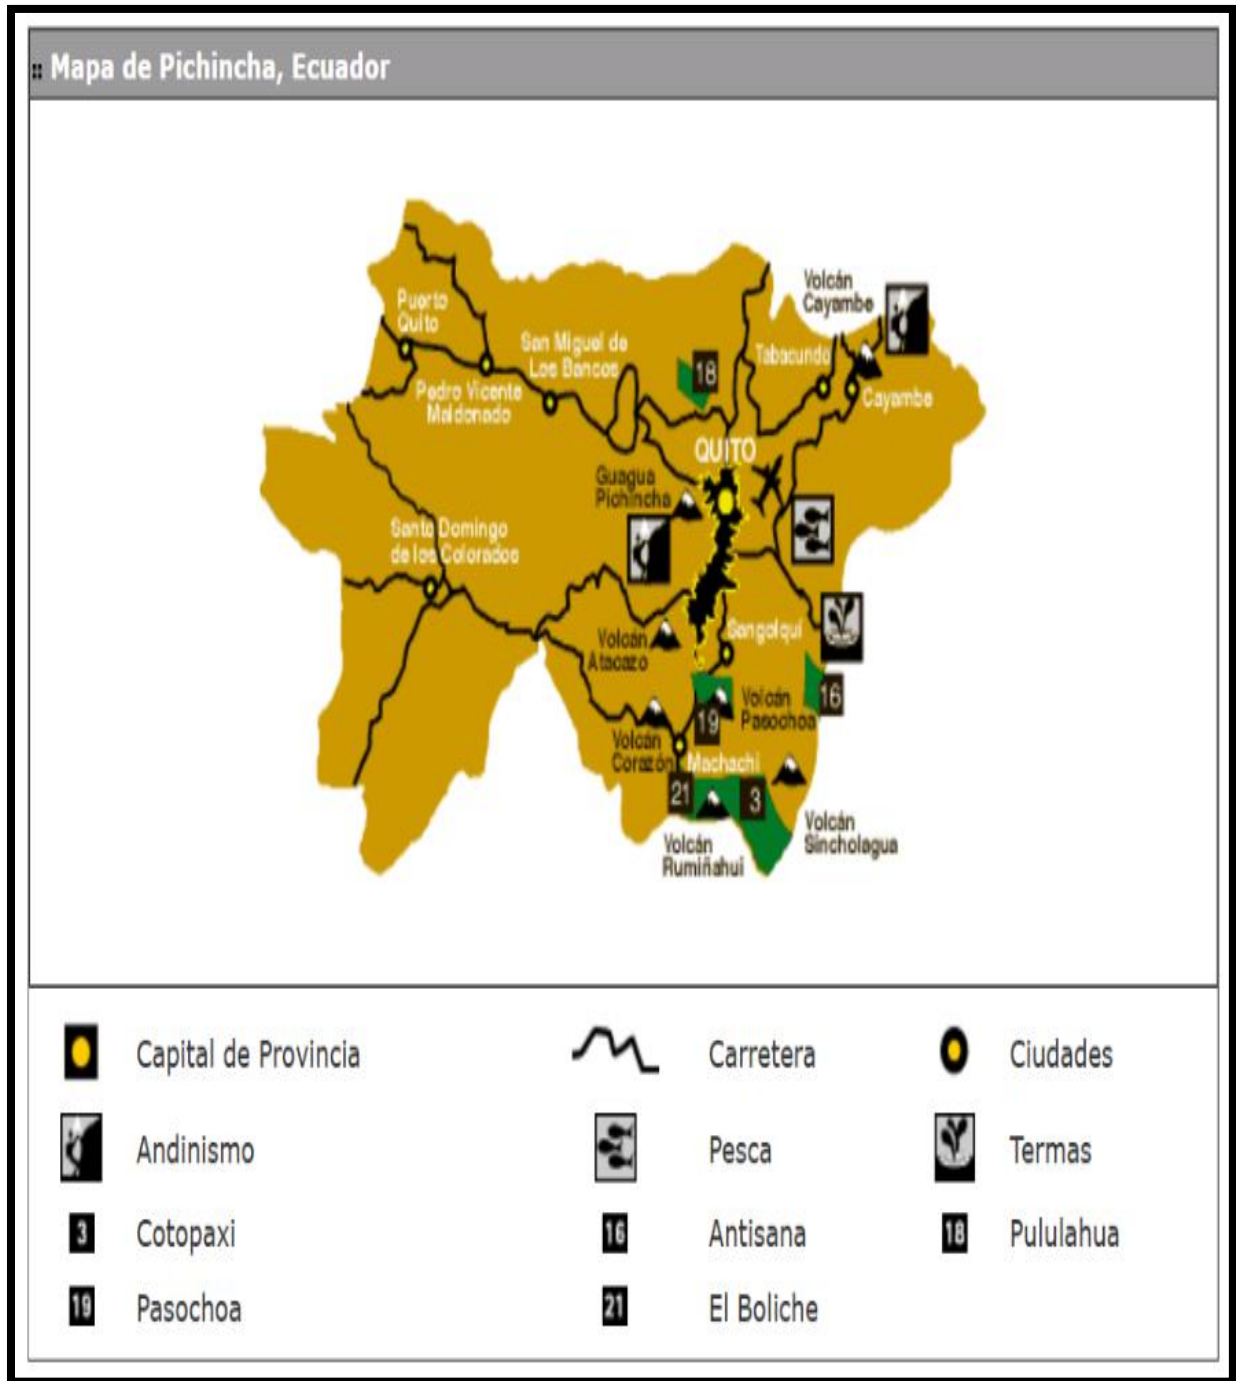 Mapa de Pichincha, Ecuador
Volcán
Cayambe
Puerto
Quito
San Miguel de
Los Bancos
Tabacundo
18
Pedro Vicente
Maldonado
Cayambe
QUITO
Guagua
Pichincha
Santo Domingo
de los Colorados
Volcán
Atacazo
Sangolquí
16
Volcán
Pasochoa
19
Volcán
Corazón
Machachi
21
3
Volcán
Sincholagua
Volcán
Rumiñahui
Capital de Provincia
Carretera
Ciudades
Andinismo
Pesca
Termas
3 Cotopaxi
16 Antisana
18 Pululahua
19 Pasochoa
21 El Boliche